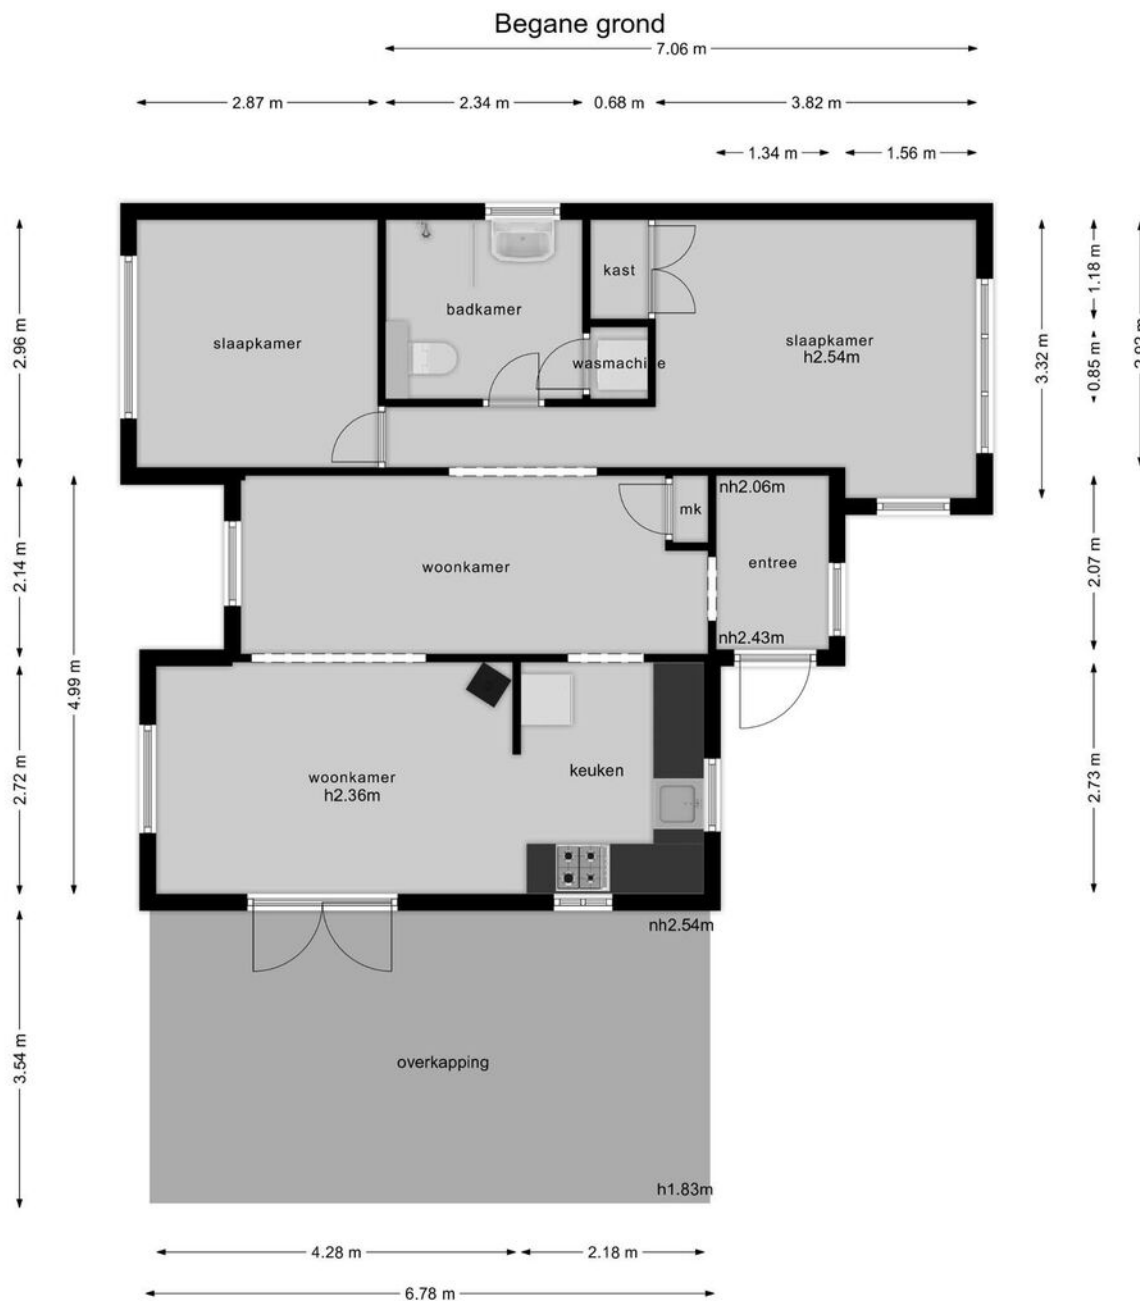 Begane grond
7.06 m
2.87 m
2.34 m
0.68 m
3.82 m
1.34 m
1.56 m
2.96 m
2.14 m
4.99 m
2.72 m
3.54 m
slaapkamer
badkamer
kast
wasmachine
slaapkamer
h2.54m
3.32 m
1.18 m
0.85 m
2.07 m
2.73 m
woonkamer
mk
nh2.06m
entree
nh2.43m
woonkamer
h2.36m
keuken
nh2.54m
overkapping
h1.83m
4.28 m
2.18 m
6.78 m